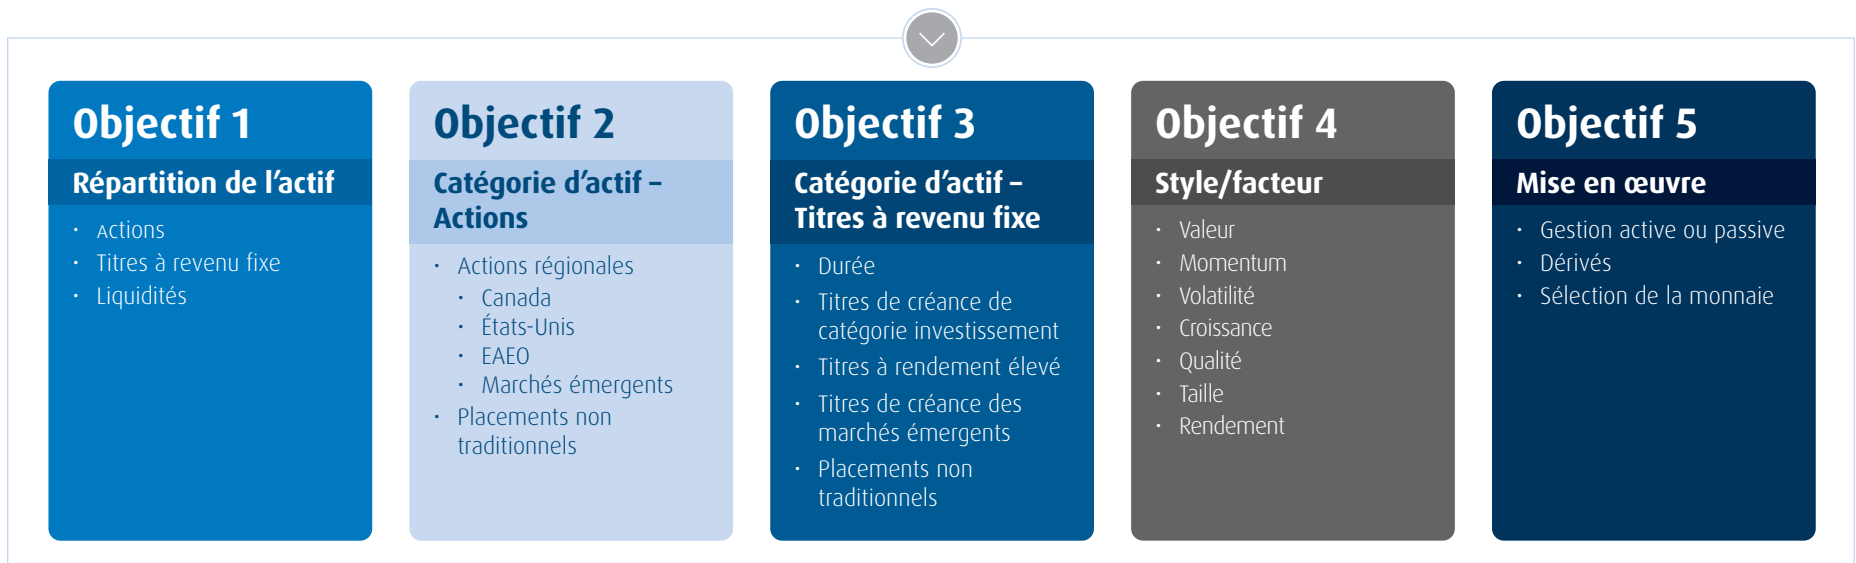 Objectif 1
Répartition de l’actif
· Actions
· Titres à revenu fixe
· Liquidités
Objectif 2
Catégorie d’actif –
Actions
· Actions régionales
· Canada
· États-Unis
· EAEO
· Marchés émergents
· Placements non
traditionnels
Objectif 3
Catégorie d’actif –
Titres à revenu fixe
· Durée
· Titres de créance de
catégorie investissement
· Titres à rendement élevé
· Titres de créance des
marchés émergents
· Placements non
traditionnels
Objectif 4
Style/facteur
· Valeur
· Momentum
· Volatilité
· Croissance
· Qualité
· Taille
· Rendement
Objectif 5
Mise en œuvre
· Gestion active ou passive
· Dérivés
· Sélection de la monnaie